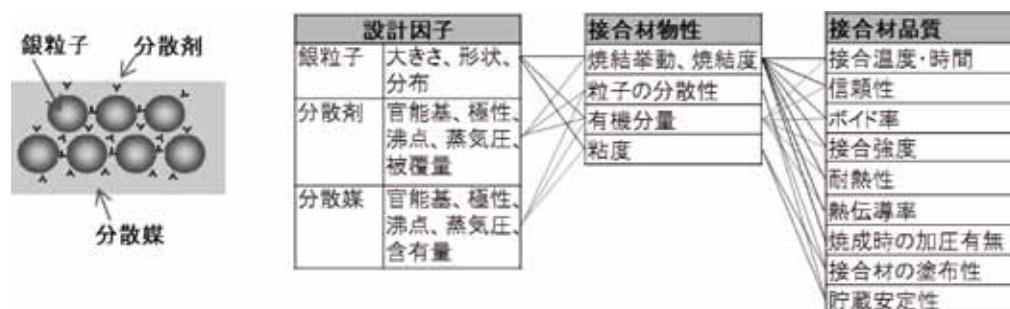 銀粒子
分散剤
分散媒
設計因子
銀粒子
大きさ、形状、
分布
分散剤
官能基、極性、
沸点、蒸気圧、
被覆量
分散媒
官能基、極性、
沸点、蒸気圧、
含有量
接合材物性
焼結挙動、焼結度
粒子の分散性
有機分量
粘度
接合材品質
接合温度・時間
信頼性
ボイド率
接合強度
耐熱性
熱伝導率
焼成時の加圧有無
接合材の塗布性
貯蔵安定性